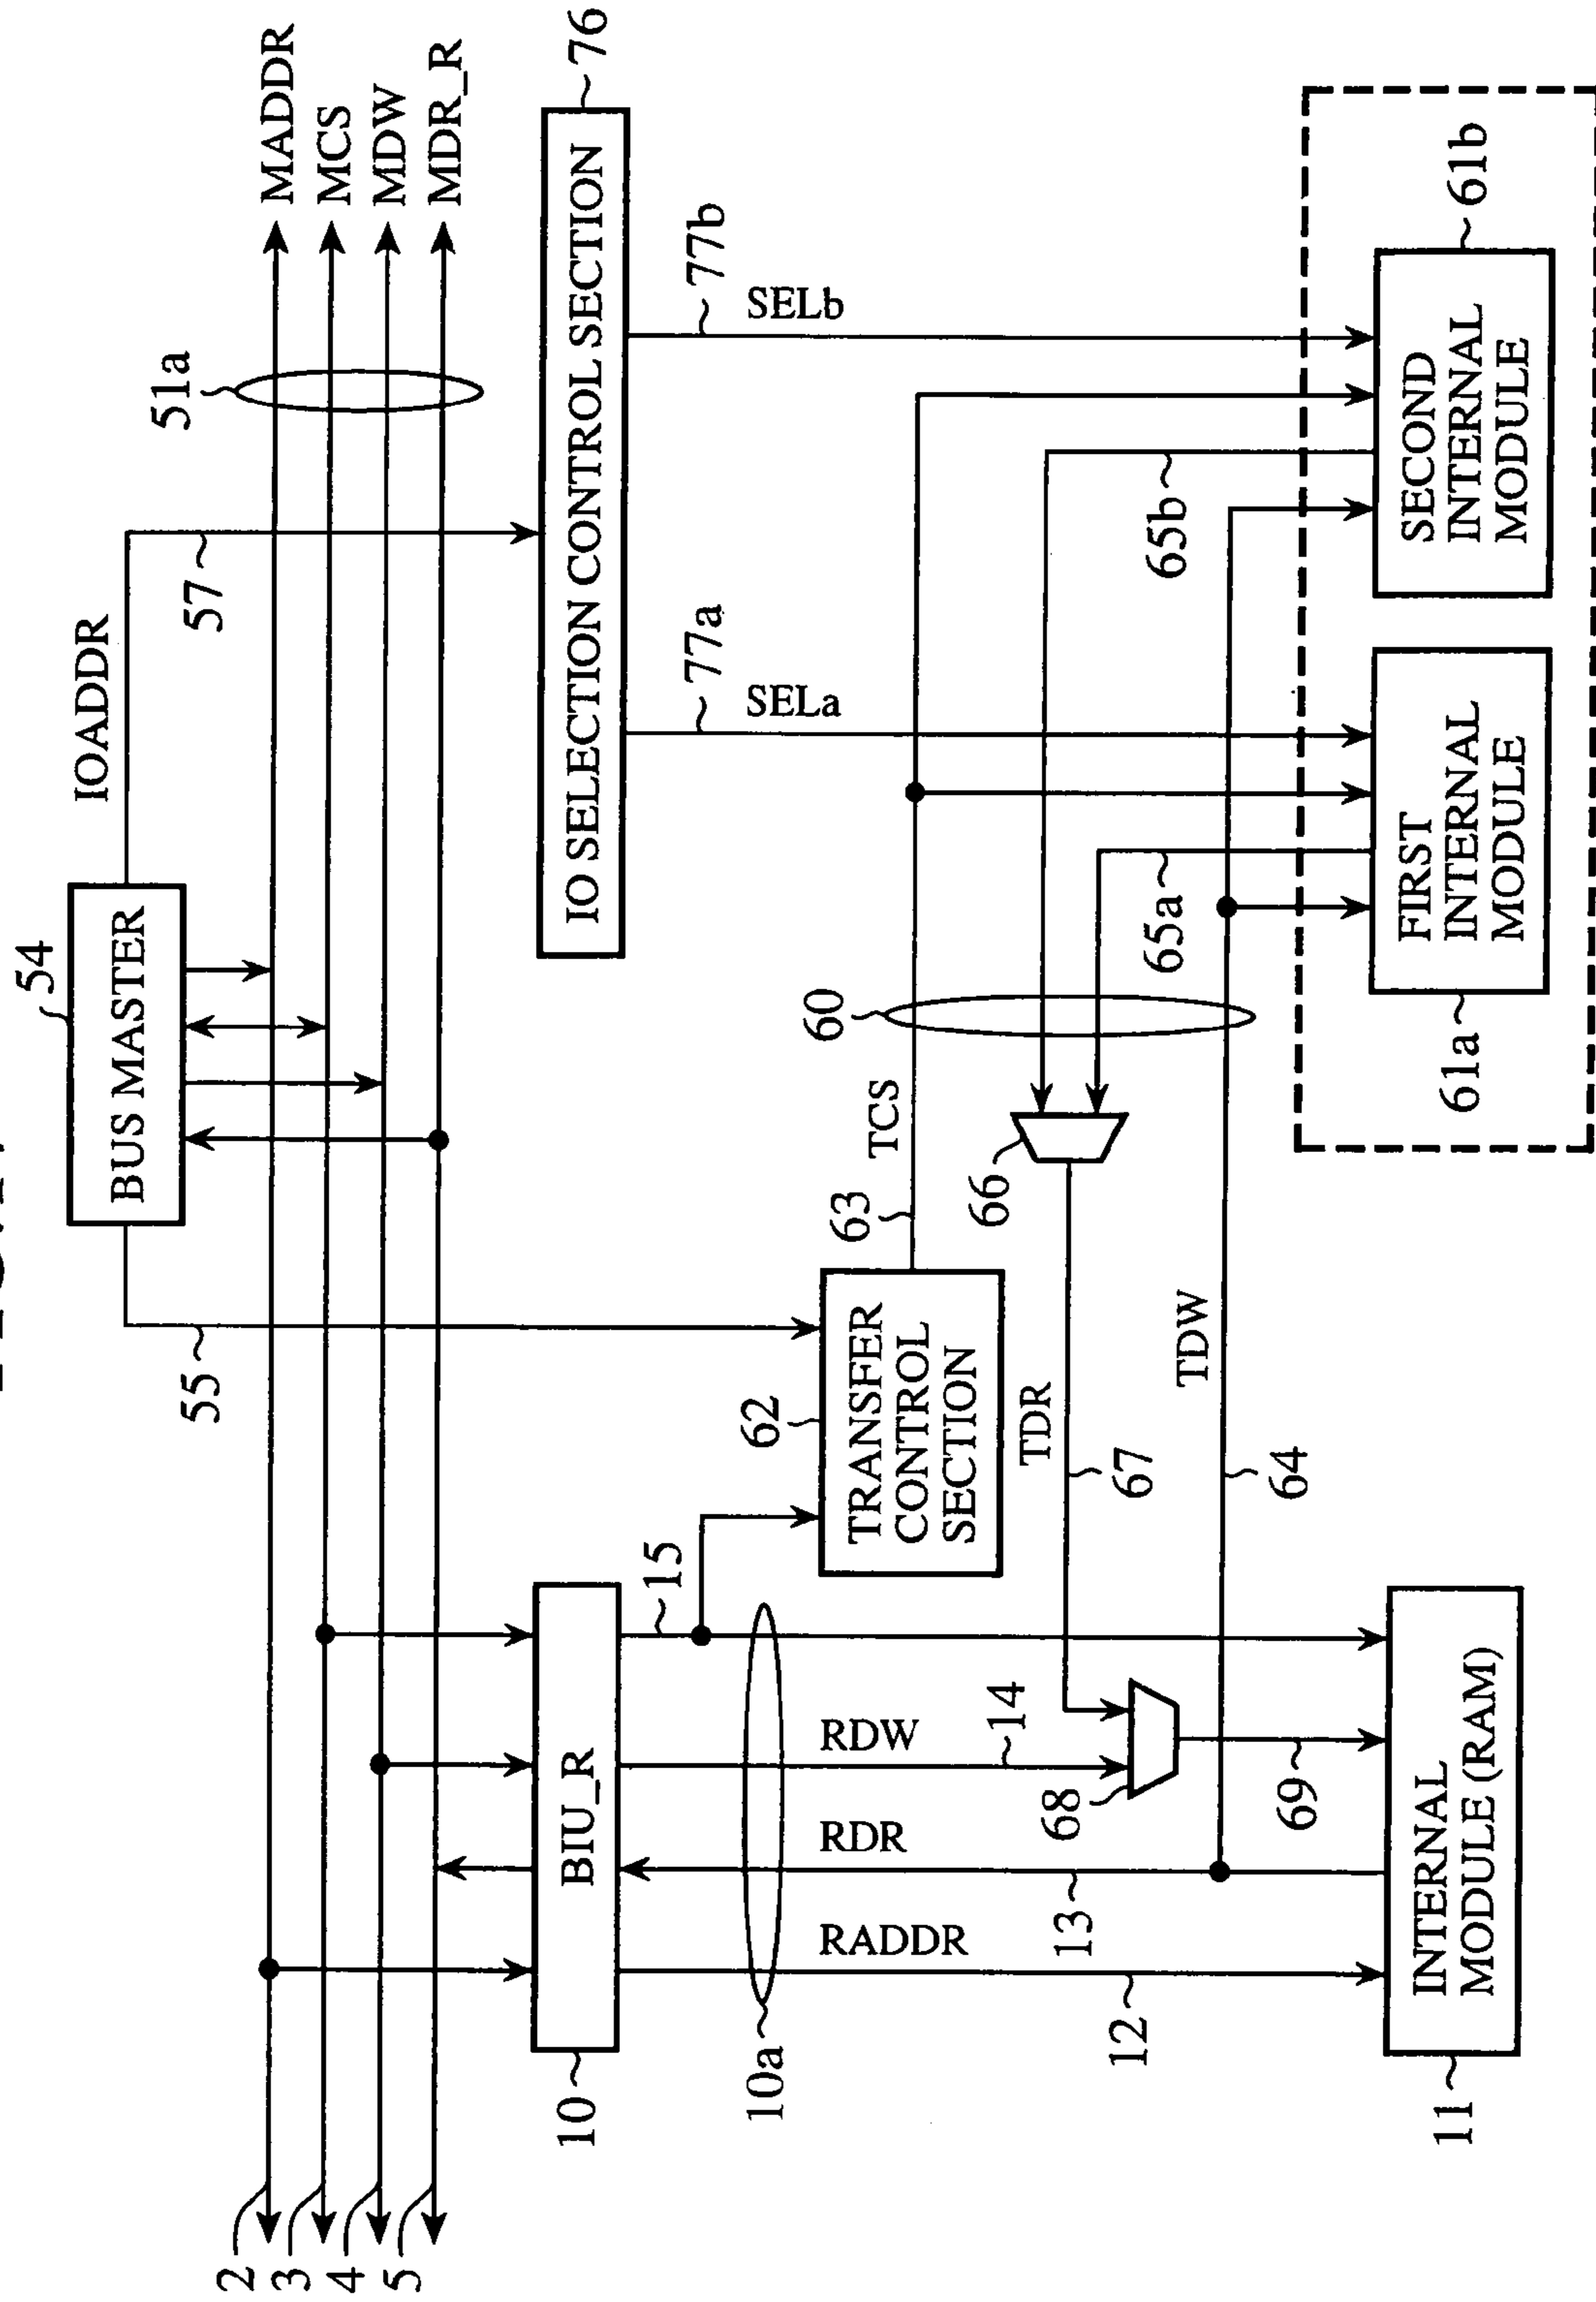 54
BUS MASTER
IOADDR
55
57
51a
MADDR
MCS
MDW
MDR_R
2
3
4
5
10
BIU_R
15
10a
IO SELECTION CONTROL SECTION
76
62
TRANSFER
CONTROL
SECTION
63
TCS
60
77a
SELa
77b
SELb
RADDR
RDR
RDW
14
12
13
68
69
TDR
67
66
TDW
64
65a
65b
11
INTERNAL
MODULE (RAM)
61a
FIRST
INTERNAL
MODULE
SECOND
INTERNAL
MODULE
61b